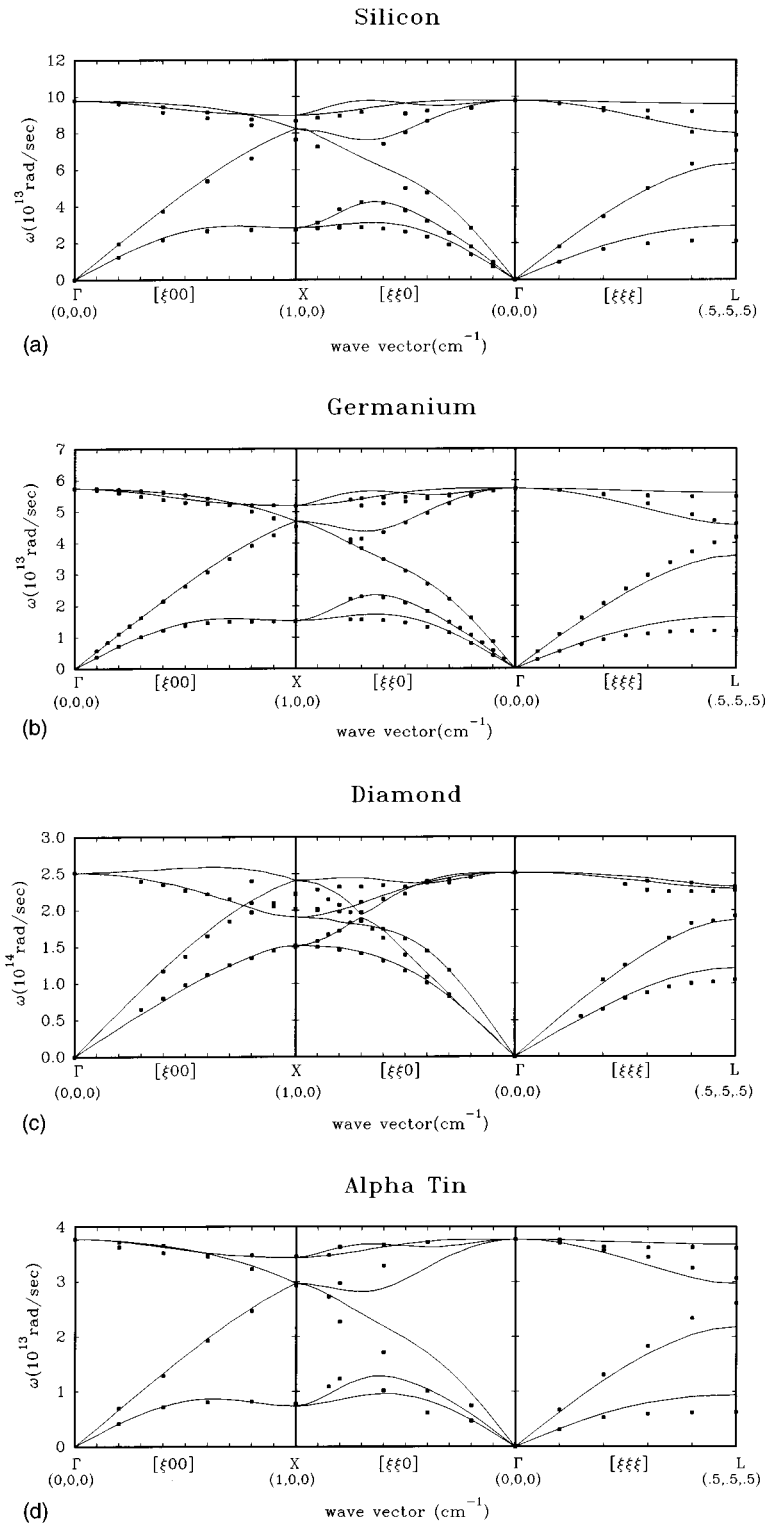 Silicon
12
10
8
6
4
2
0
ω(10^13 rad/sec)
Γ [ξ00] X [ξξ0] Γ [ξξξ] L
(0,0,0) (1,0,0) (0,0,0) (.5,.5,.5)
(a) wave vector(cm^-1)
Germanium
7
6
5
4
3
2
1
0
ω(10^13 rad/sec)
Γ [ξ00] X [ξξ0] Γ [ξξξ] L
(0,0,0) (1,0,0) (0,0,0) (.5,.5,.5)
(b) wave vector(cm^-1)
Diamond
3.0
2.5
2.0
1.5
1.0
0.5
0.0
ω(10^14 rad/sec)
Γ [ξ00] X [ξξ0] Γ [ξξξ] L
(0,0,0) (1,0,0) (0,0,0) (.5,.5,.5)
(c) wave vector(cm^-1)
Alpha Tin
4
3
2
1
0
ω(10^13 rad/sec)
Γ [ξ00] X [ξξ0] Γ [ξξξ] L
(0,0,0) (1,0,0) (0,0,0) (.5,.5,.5)
(d) wave vector (cm^-1)